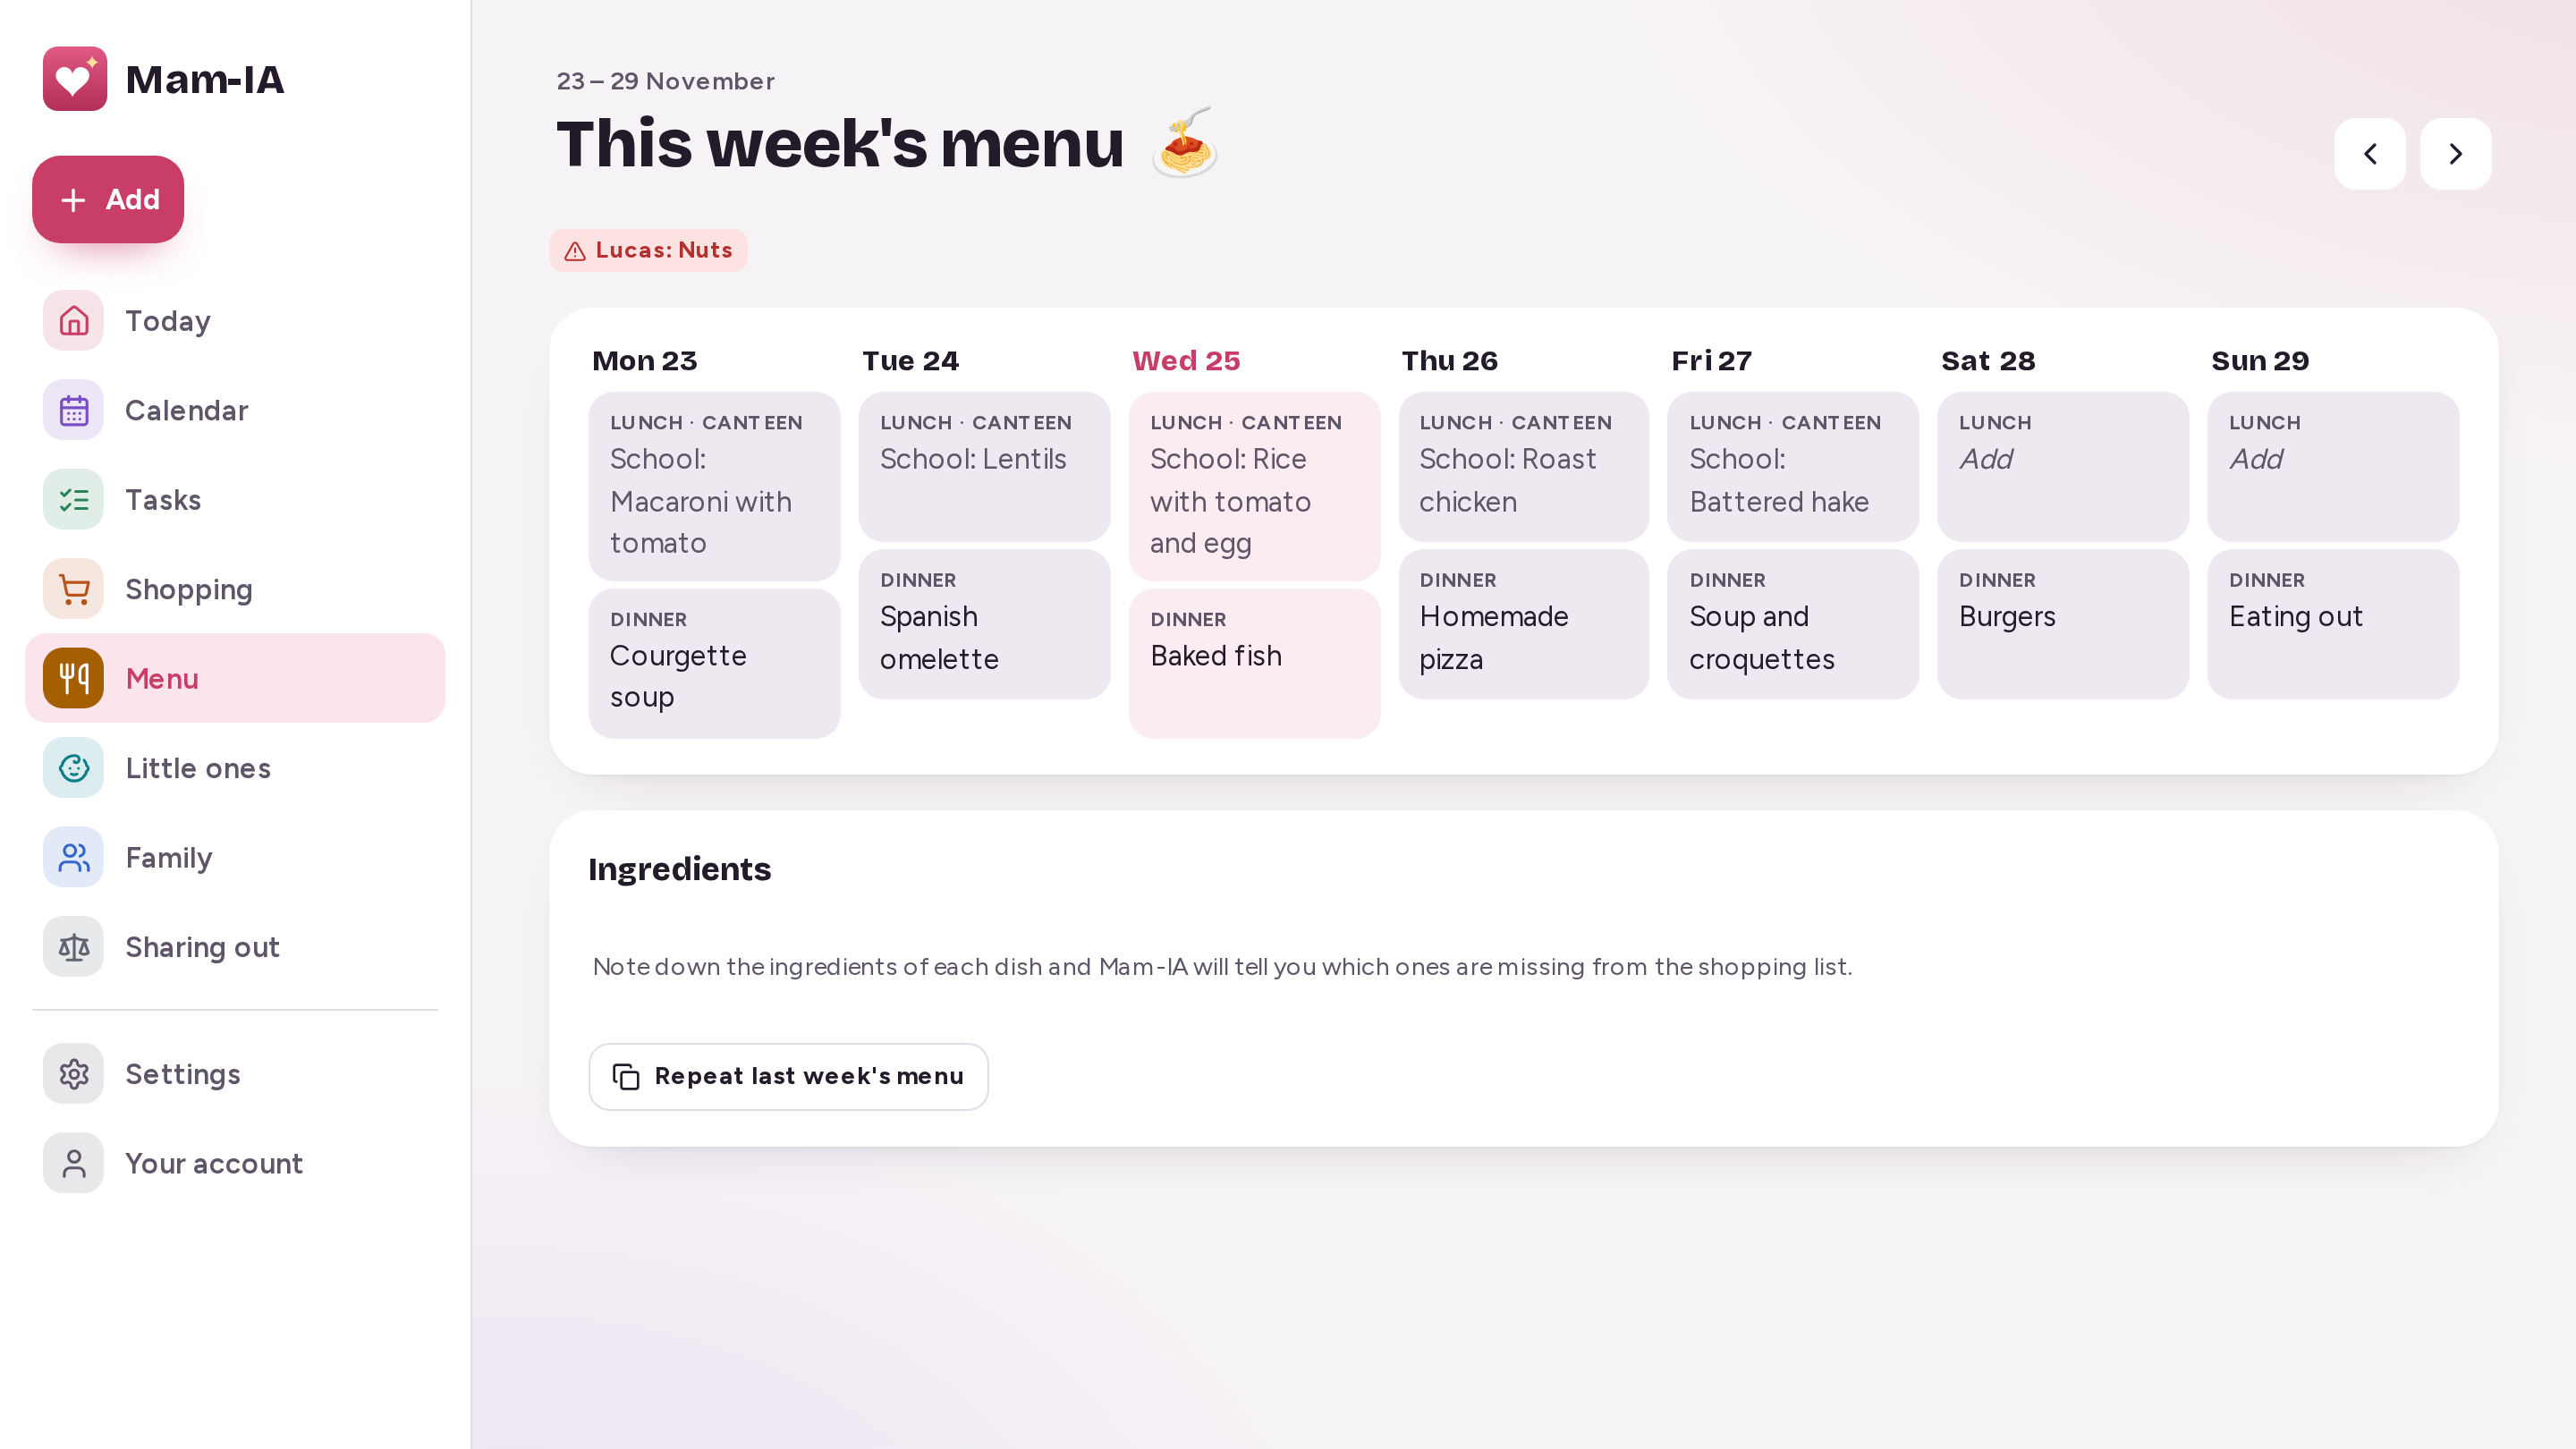 Mam-IA
Add
Today
Calendar
Tasks
Shopping
Menu
Little ones
Family
Sharing out
Settings
Your account
23 – 29 November
This week's menu
Lucas: Nuts
Mon 23
LUNCH · CANTEEN
School:
Macaroni with
tomato
DINNER
Courgette
soup
Tue 24
LUNCH · CANTEEN
School: Lentils
DINNER
Spanish
omelette
Wed 25
LUNCH · CANTEEN
School: Rice
with tomato
and egg
DINNER
Baked fish
Thu 26
LUNCH · CANTEEN
School: Roast
chicken
DINNER
Homemade
pizza
Fri 27
LUNCH · CANTEEN
School:
Battered hake
DINNER
Soup and
croquettes
Sat 28
LUNCH
Add
DINNER
Burgers
Sun 29
LUNCH
Add
DINNER
Eating out
Ingredients
Note down the ingredients of each dish and Mam-IA will tell you which ones are missing from the shopping list.
Repeat last week's menu